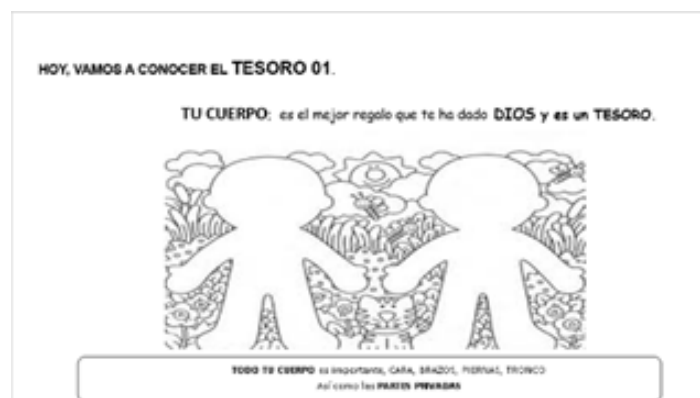 HOY, VAMOS A CONOCER EL TESORO 01.
TU CUERPO; es el mejor regalo que te ha dado DIOS y es un TESORO.
TODO TU CUERPO es importante, CARA, BRAZOS, PIERNAS, TRONCO
Así como las PARTES PRIVADAS